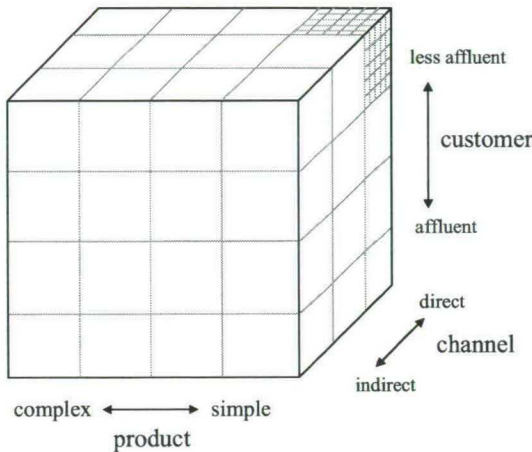 less affluent
customer
affluent
direct
channel
indirect
complex simple
product